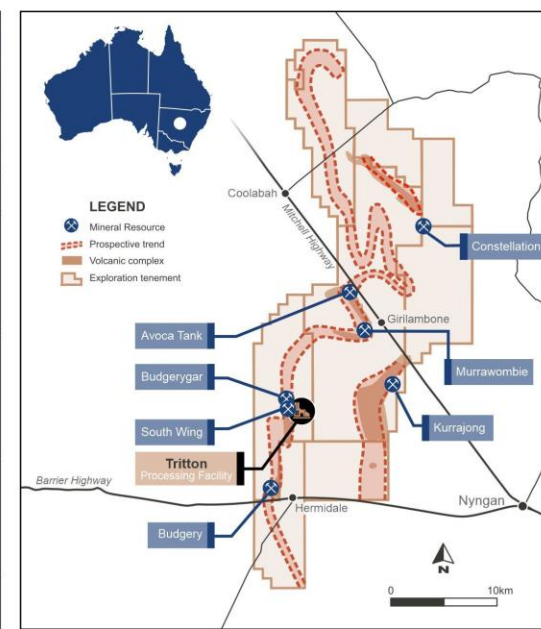 LEGEND
Mineral Resource
Prospective trend
Volcanic complex
Exploration tenement
Coolabah
Mitchell Highway
Constellation
Avoca Tank
Girilambone
Murrawombie
Budgerygar
South Wing
Kurrajong
Tritton
Processing Facility
Barrier Highway
Hermidale
Nyngan
Budgery
N
0 10km